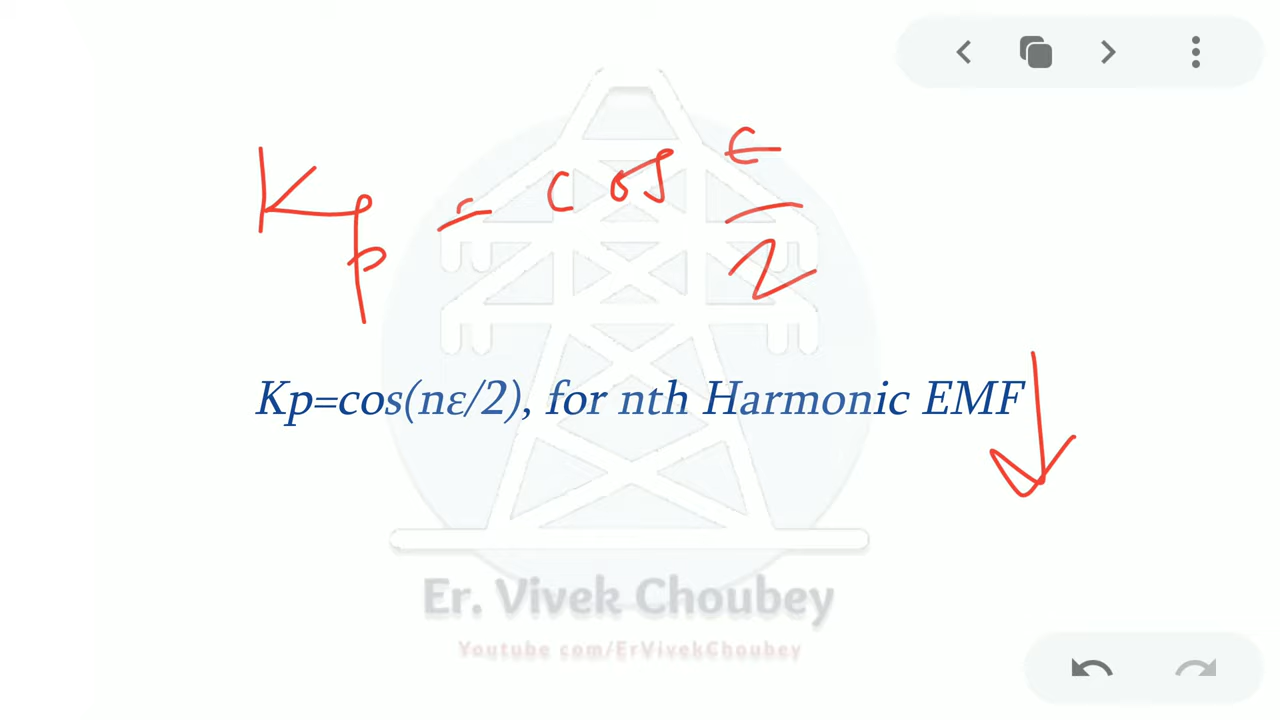 Kp = cos ε/2
Kp=cos(nε/2), for nth Harmonic EMF
Er. Vivek Choubey
Youtube com/ErVivekChoubey